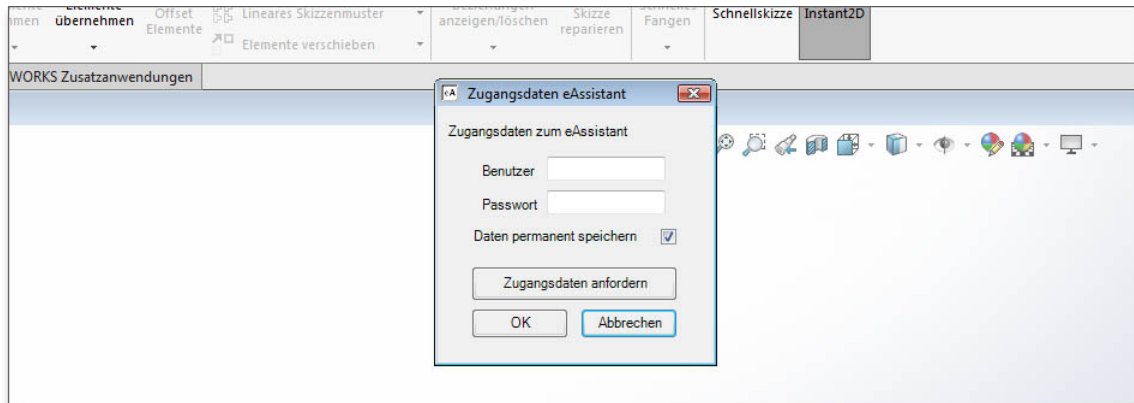 übernehmen
Offset
Elemente
Lineares Skizzenmuster
Elemente verschieben
anzeigen/löschen
Skizze
reparieren
Fangen
Schnellskizze
Instant2D
WORKS Zusatzanwendungen
eA
Zugangsdaten eAssistant
Zugangsdaten zum eAssistant
Benutzer
Passwort
Daten permanent speichern
Zugangsdaten anfordern
OK
Abbrechen